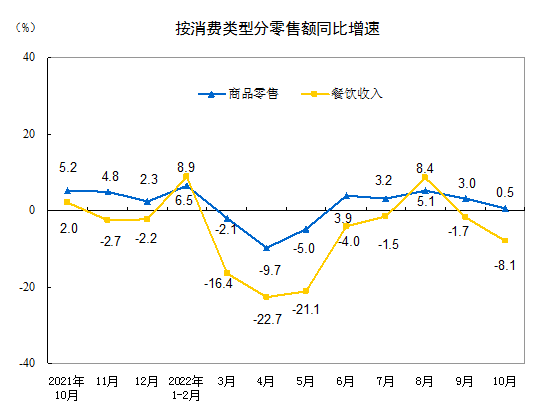 按消费类型分零售额同比增速
（%）
商品零售 餐饮收入
40
20
0
-20
-40
5.2 4.8 2.3 8.9 3.2 8.4 3.0 0.5
2.0 -2.7 -2.2 6.5 -2.1 -9.7 -5.0 3.9 -4.0 -1.5 5.1 -1.7 -8.1
-16.4 -22.7 -21.1
2021年10月 11月 12月 2022年1-2月 3月 4月 5月 6月 7月 8月 9月 10月